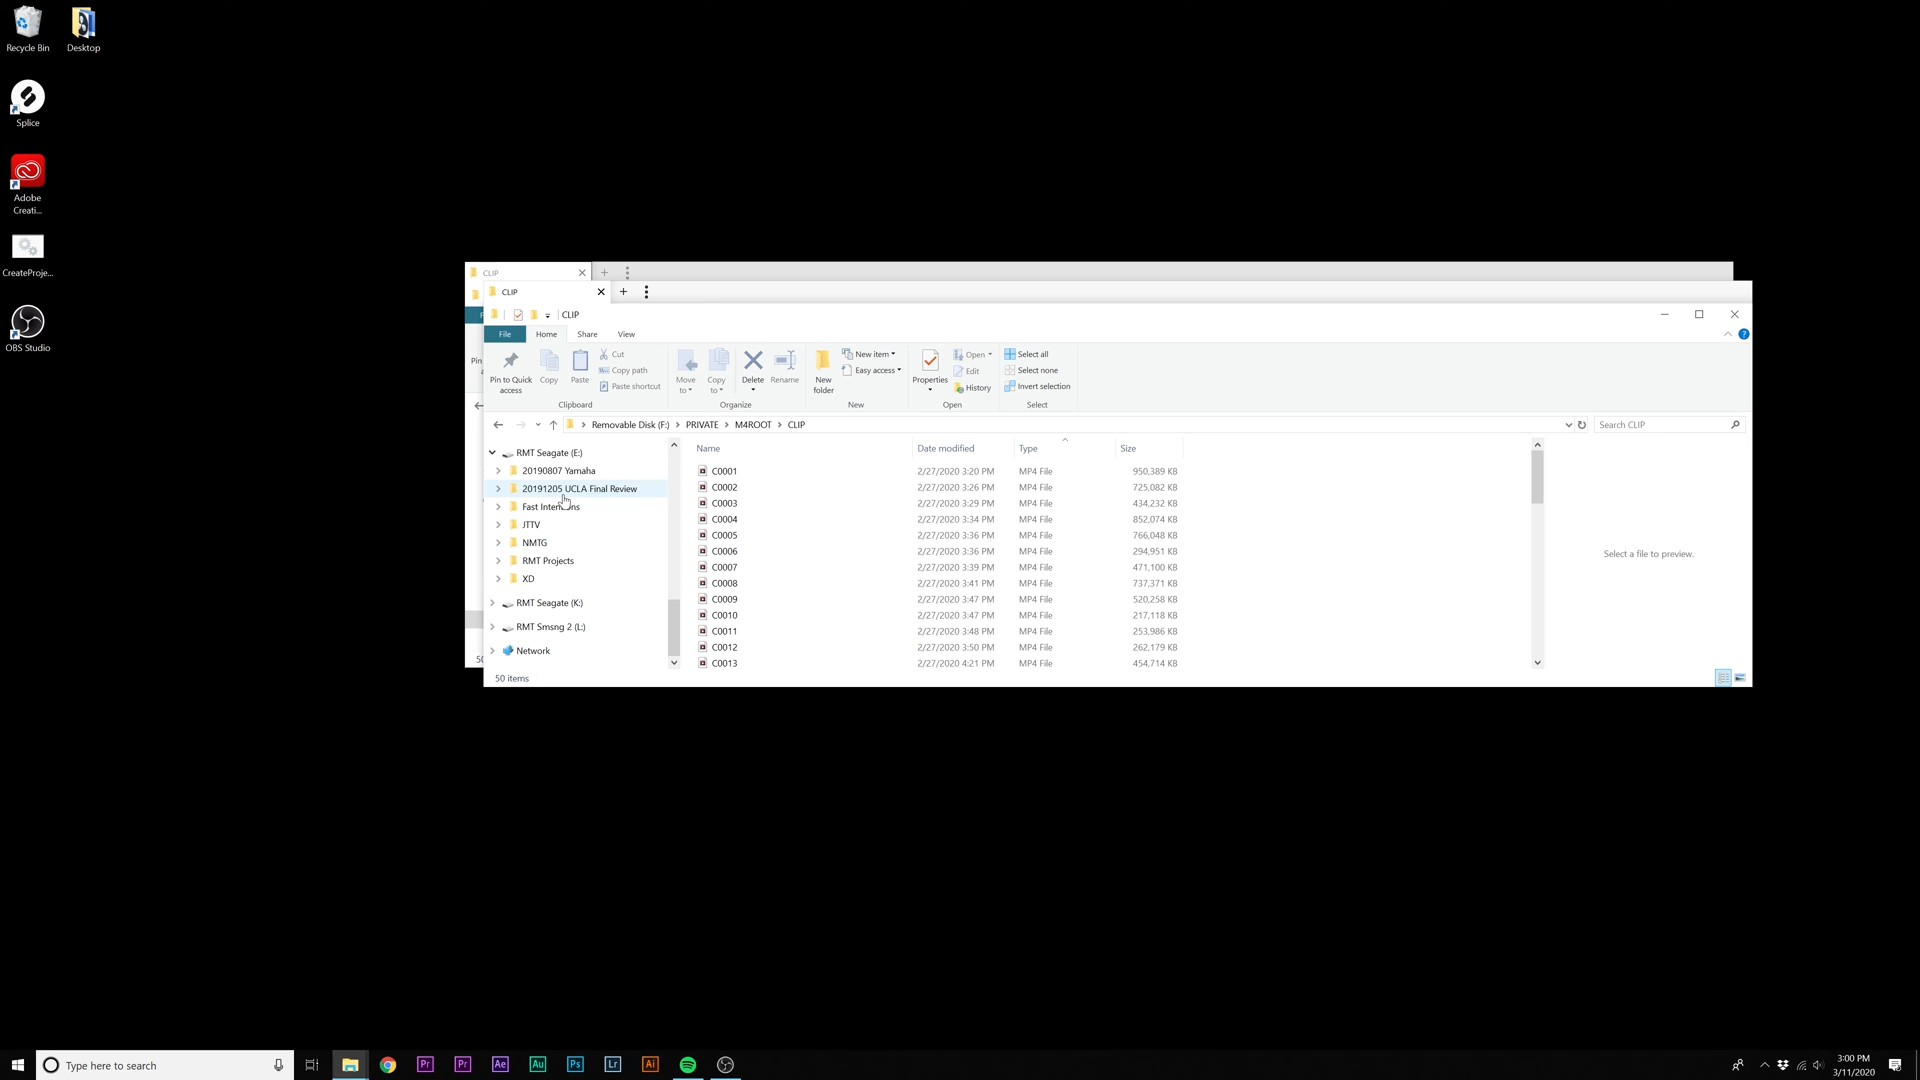 Recycle Bin
Desktop
Splice
Adobe
Creati...
CreateProje...
OBS Studio
CLIP
CLIP
CLIP
File
Home
Share
View
Pin to Quick
access
Copy
Paste
Cut
Copy path
Paste shortcut
Clipboard
Move
to
Copy
to
Delete
Rename
Organize
New
folder
New item
Easy access
New
Properties
Open
Edit
History
Open
Select all
Select none
Invert selection
Select
Removable Disk (F:)
PRIVATE
M4ROOT
CLIP
Search CLIP
RMT Seagate (E:)
20190807 Yamaha
20191205 UCLA Final Review
JTTV
NMTG
RMT Projects
XD
RMT Seagate (K:)
RMT Smsng 2 (L:)
Network
Name Date modified Type Size
C0001 2/27/2020 3:20 PM MP4 File 950,389 KB
C0002 2/27/2020 3:26 PM MP4 File 725,082 KB
C0003 2/27/2020 3:29 PM MP4 File 434,232 KB
C0004 2/27/2020 3:34 PM MP4 File 852,074 KB
C0005 2/27/2020 3:36 PM MP4 File 766,048 KB
C0006 2/27/2020 3:36 PM MP4 File 294,951 KB
C0007 2/27/2020 3:39 PM MP4 File 471,100 KB
C0008 2/27/2020 3:41 PM MP4 File 737,371 KB
C0009 2/27/2020 3:47 PM MP4 File 520,258 KB
C0010 2/27/2020 3:47 PM MP4 File 217,118 KB
C0011 2/27/2020 3:48 PM MP4 File 253,986 KB
C0012 2/27/2020 3:50 PM MP4 File 262,179 KB
C0013 2/27/2020 4:21 PM MP4 File 454,714 KB
Select a file to preview.
50 items
Type here to search
Pr
Pr
Ae
Au
Ps
Lr
Ai
3:00 PM
3/11/2020